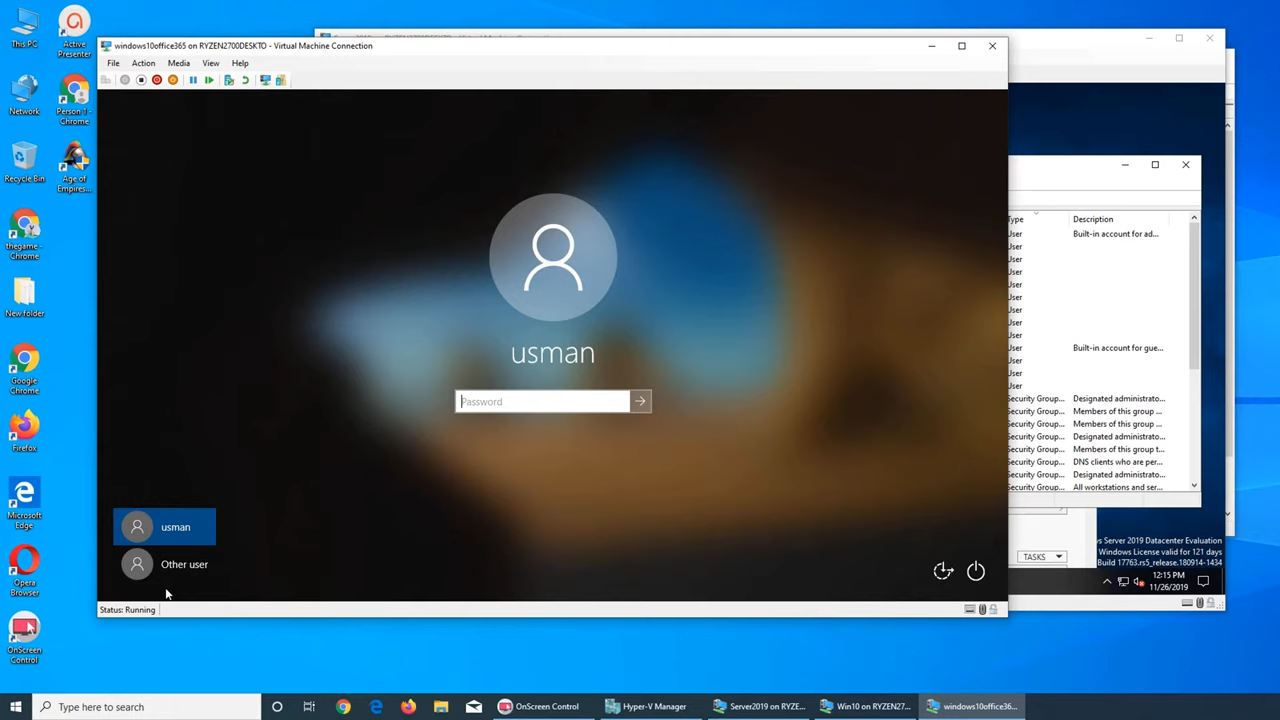 This PC
Active
Presenter
Network
Person 1 -
Chrome
Recycle Bin
Age of
Empires...
thegame -
Chrome
New folder
Google
Chrome
Firefox
Microsoft
Edge
Opera
Browser
OnScreen
Control
windows10office365 on RYZEN2700DESKTO - Virtual Machine Connection
File Action Media View Help
usman
Password
usman
Other user
Status: Running
Type Description
User Built-in account for ad...
User
User
User
User
User
User
User
User
User Built-in account for gue...
User
User
User
Security Group... Designated administrato...
Security Group... Members of this group ...
Security Group... Members of this group ...
Security Group... Designated administrato...
Security Group... Members of this group t...
Security Group... DNS clients who are per...
Security Group... Designated administrato...
Security Group... All workstations and ser...
TASKS
s Server 2019 Datacenter Evaluation
Windows License valid for 121 days
Build 17763.rs5_release.180914-1434
12:15 PM
11/26/2019
Type here to search
OnScreen Control
Hyper-V Manager
Server2019 on RYZE...
Win10 on RYZEN27...
windows10office36...